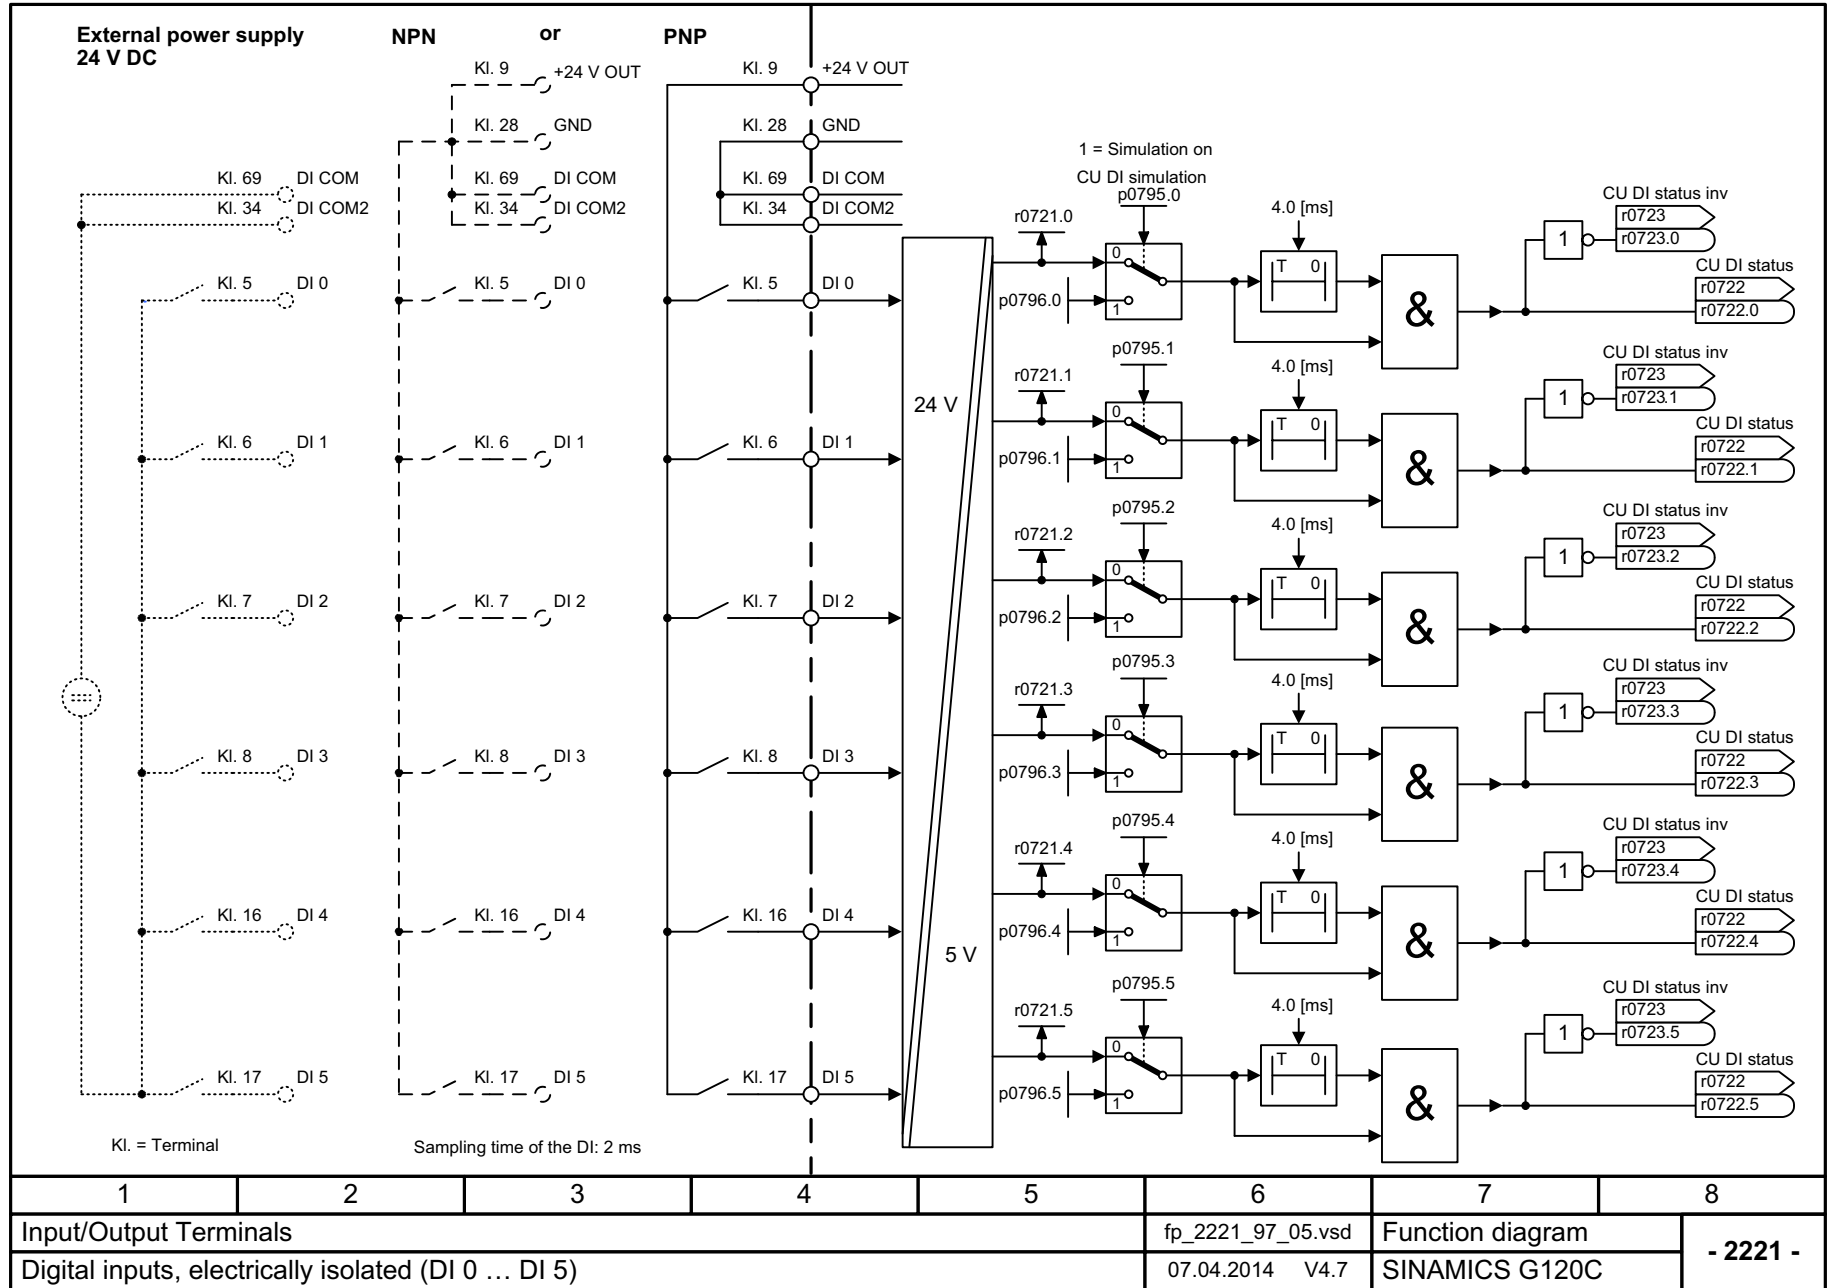 External power supply
24 V DC
NPN
or
PNP
Kl. 9 +24 V OUT
Kl. 28 GND
Kl. 69 DI COM
Kl. 34 DI COM2
Kl. 9 +24 V OUT
Kl. 28 GND
Kl. 69 DI COM
Kl. 34 DI COM2
Kl. 69 DI COM
Kl. 34 DI COM2
Kl. 5 DI 0
Kl. 5 DI 0
Kl. 5 DI 0
Kl. 6 DI 1
Kl. 6 DI 1
Kl. 6 DI 1
Kl. 7 DI 2
Kl. 7 DI 2
Kl. 7 DI 2
Kl. 8 DI 3
Kl. 8 DI 3
Kl. 8 DI 3
Kl. 16 DI 4
Kl. 16 DI 4
Kl. 16 DI 4
Kl. 17 DI 5
Kl. 17 DI 5
Kl. 17 DI 5
Kl. = Terminal
Sampling time of the DI: 2 ms
24 V
5 V
1 = Simulation on
CU DI simulation
p0795.0
r0721.0
0
p0796.0
1
4.0 [ms]
T 0
&
1
CU DI status inv
r0723
r0723.0
CU DI status
r0722
r0722.0
p0795.1
r0721.1
0
p0796.1
1
4.0 [ms]
T 0
&
1
CU DI status inv
r0723
r0723.1
CU DI status
r0722
r0722.1
p0795.2
r0721.2
0
p0796.2
1
4.0 [ms]
T 0
&
1
CU DI status inv
r0723
r0723.2
CU DI status
r0722
r0722.2
p0795.3
r0721.3
0
p0796.3
1
4.0 [ms]
T 0
&
1
CU DI status inv
r0723
r0723.3
CU DI status
r0722
r0722.3
p0795.4
r0721.4
0
p0796.4
1
4.0 [ms]
T 0
&
1
CU DI status inv
r0723
r0723.4
CU DI status
r0722
r0722.4
p0795.5
r0721.5
0
p0796.5
1
4.0 [ms]
T 0
&
1
CU DI status inv
r0723
r0723.5
CU DI status
r0722
r0722.5
1 2 3 4 5 6 7 8
Input/Output Terminals
fp_2221_97_05.vsd
Function diagram
- 2221 -
Digital inputs, electrically isolated (DI 0 … DI 5)
07.04.2014 V4.7
SINAMICS G120C